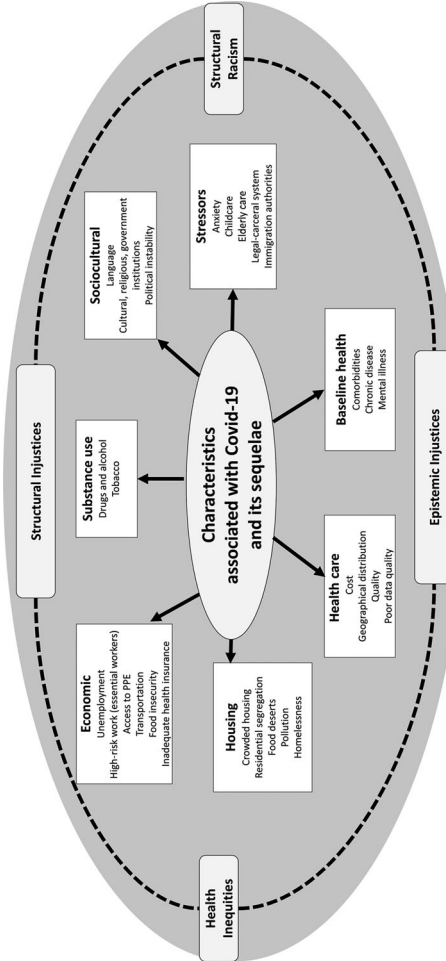 Structural Injustices
Health
Inequities
Structural
Racism
Epistemic Injustices
Characteristics
associated with Covid-19
and its sequelae
Economic
Unemployment
High-risk work (essential workers)
Access to PPE
Transportation
Food insecurity
Inadequate health insurance
Substance use
Drugs and alcohol
Tobacco
Sociocultural
Language
Cultural, religious, government
institutions
Political instability
Stressors
Anxiety
Childcare
Elderly care
Legal-carceral system
Immigration authorities
Housing
Crowded housing
Residential segregation
Food deserts
Pollution
Homelessness
Health care
Cost
Geographical distribution
Quality
Poor data quality
Baseline health
Comorbidities
Chronic disease
Mental illness